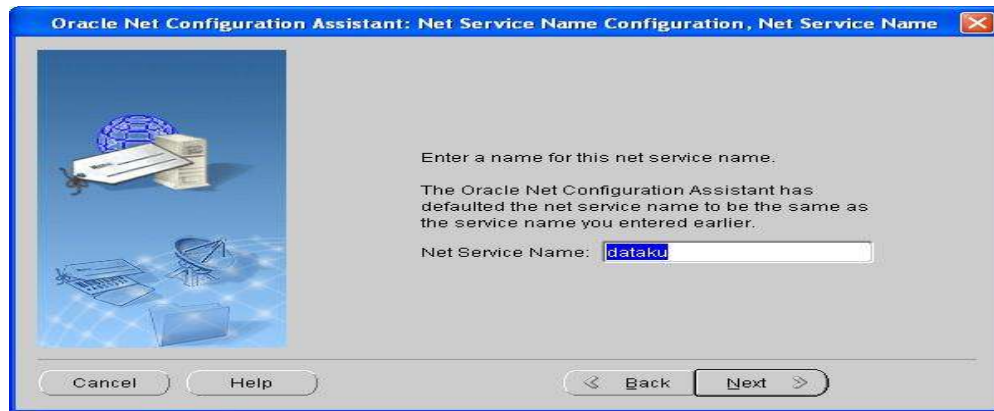 Oracle Net Configuration Assistant: Net Service Name Configuration, Net Service Name
Enter a name for this net service name.
The Oracle Net Configuration Assistant has
defaulted the net service name to be the same as
the service name you entered earlier.
Net Service Name: dataku
Cancel
Help
Back
Next